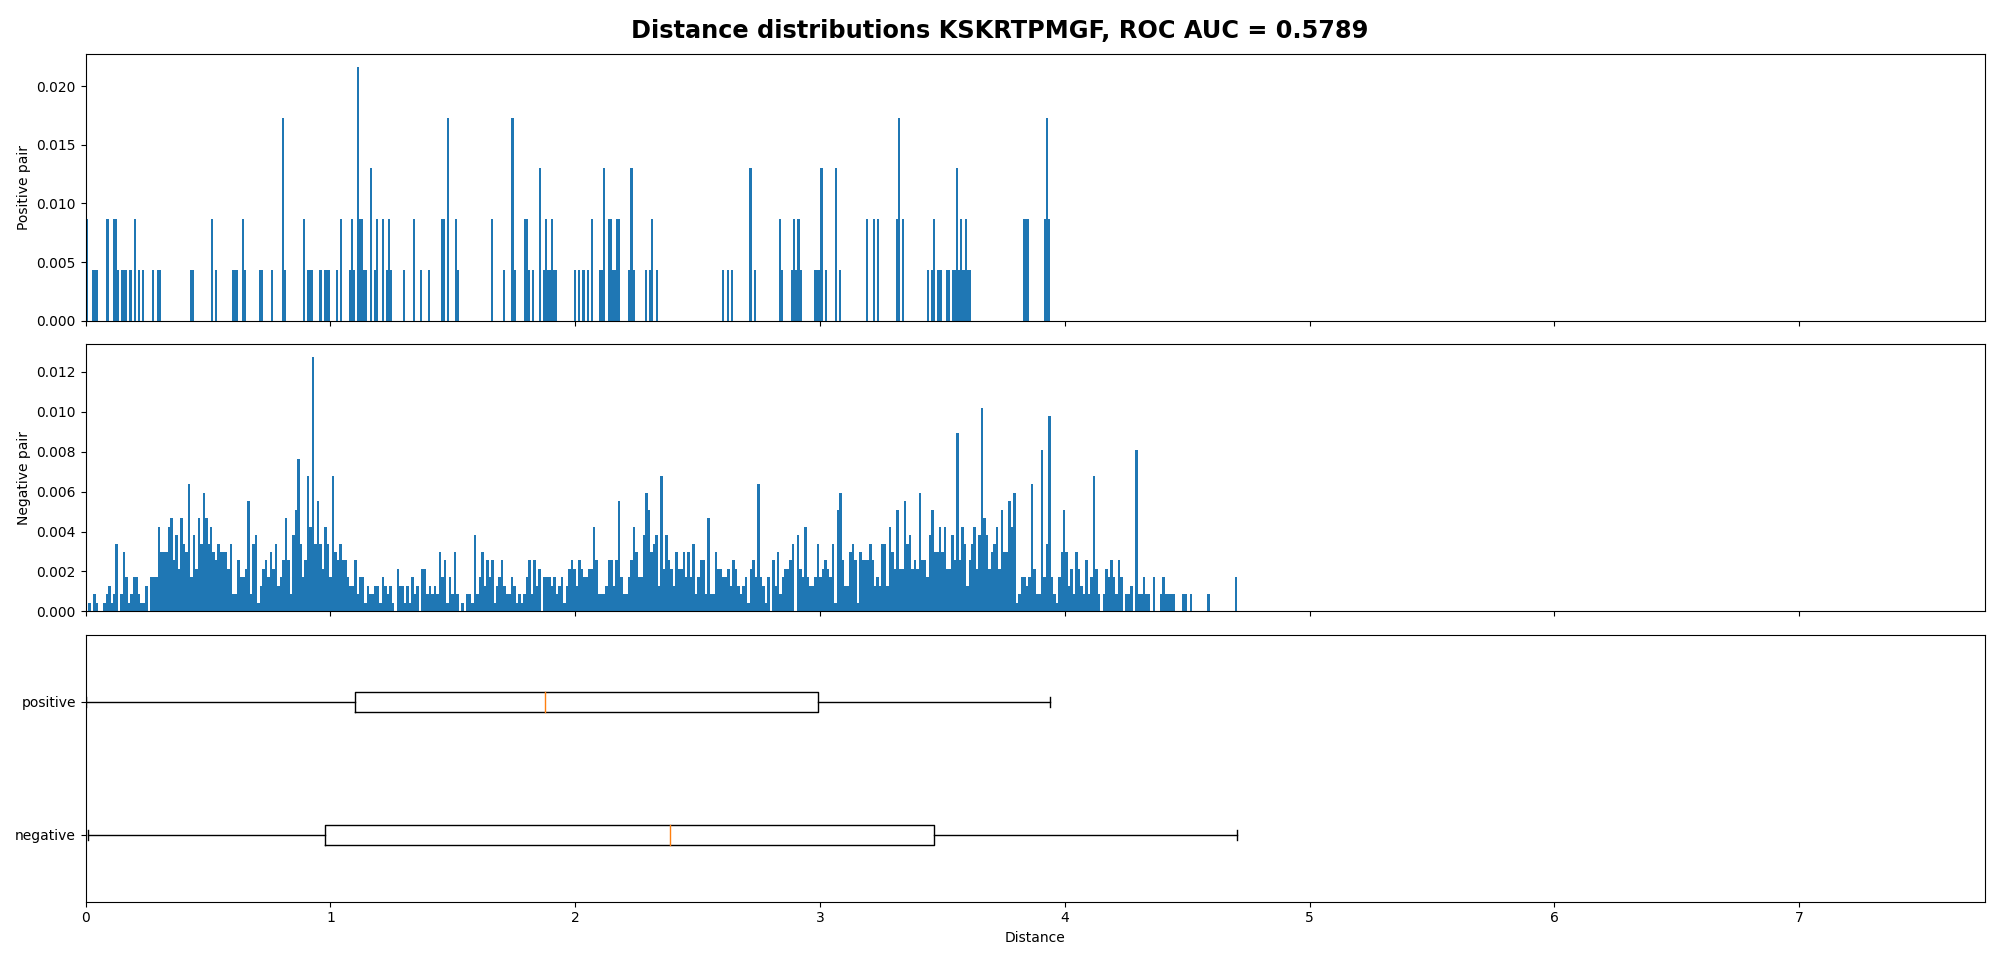 Distance distributions KSKRTPMGF, ROC AUC = 0.5789
0.020
0.015
0.010
0.005
0.000
Positive pair
0.012
0.010
0.008
0.006
0.004
0.002
0.000
Negative pair
positive
negative
0 1 2 3 4 5 6 7
Distance